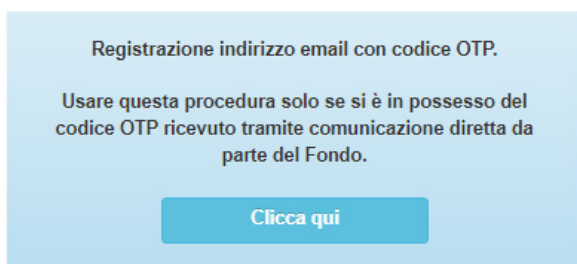 Registrazione indirizzo email con codice OTP.
Usare questa procedura solo se si è in possesso del
codice OTP ricevuto tramite comunicazione diretta da
parte del Fondo.
Clicca qui